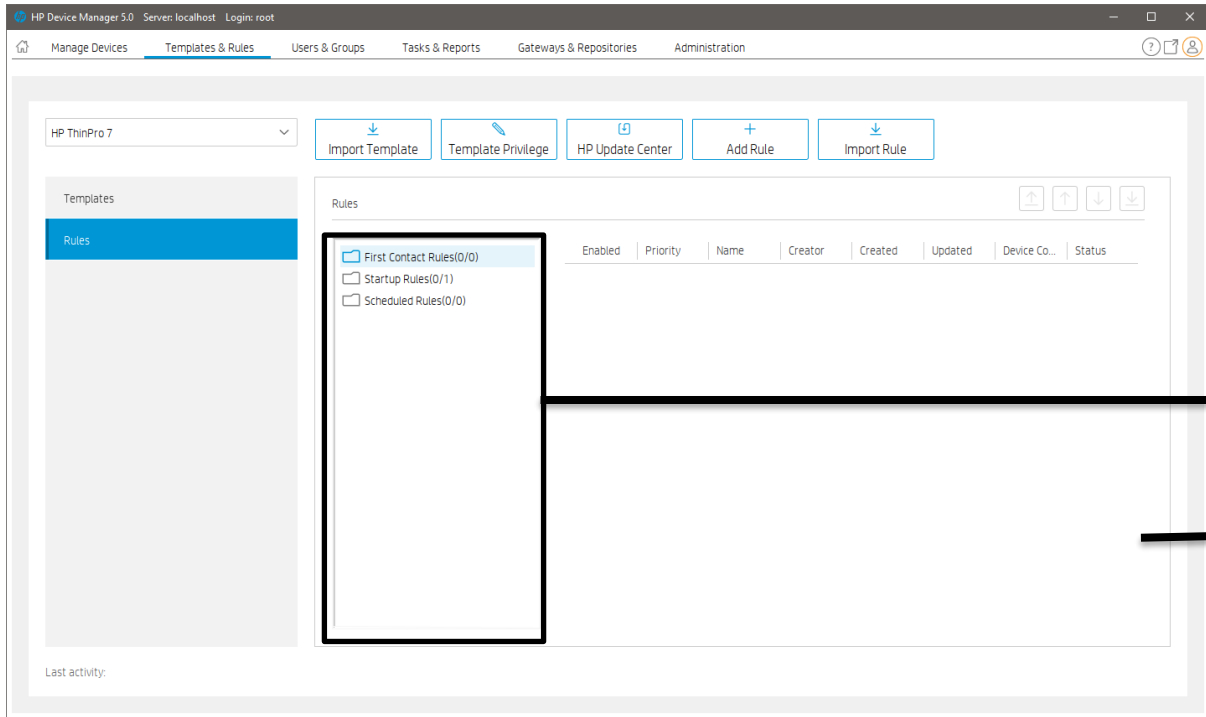 HP Device Manager 5.0 Server: localhost Login: root
Manage Devices Templates & Rules Users & Groups Tasks & Reports Gateways & Repositories Administration
HP ThinPro 7
Import Template Template Privilege HP Update Center Add Rule Import Rule
Templates
Rules
Rules
Enabled Priority Name Creator Created Updated Device Co... Status
First Contact Rules(0/0)
Startup Rules(0/1)
Scheduled Rules(0/0)
Last activity: